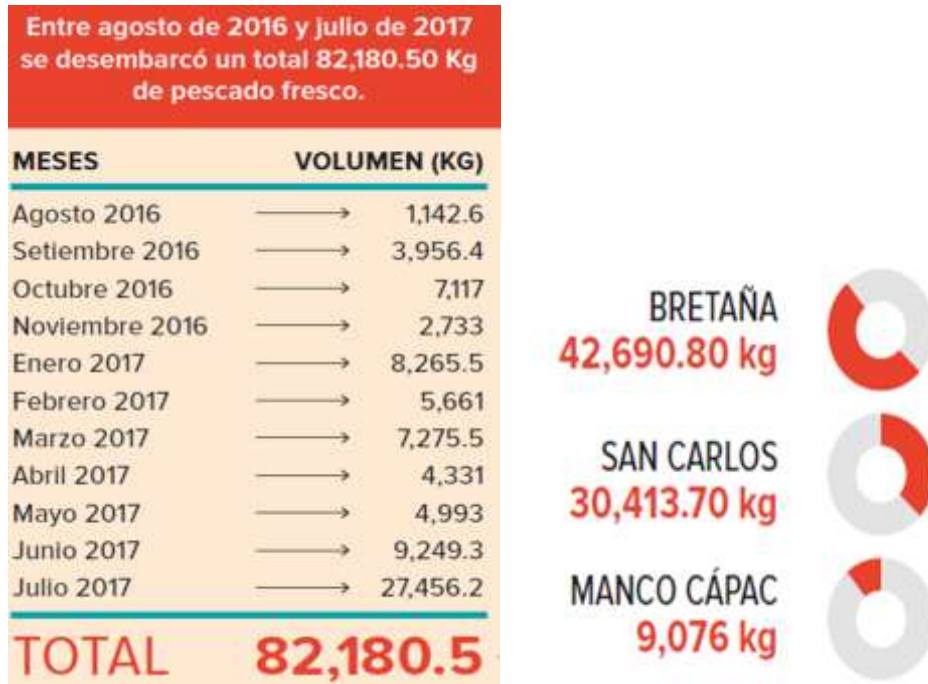 Entre agosto de 2016 y julio de 2017
se desembarcó un total 82,180.50 Kg
de pescado fresco.
MESES VOLUMEN (KG)
Agosto 2016 → 1,142.6
Setiembre 2016 → 3,956.4
Octubre 2016 → 7,117
Noviembre 2016 → 2,733
Enero 2017 → 8,265.5
Febrero 2017 → 5,661
Marzo 2017 → 7,275.5
Abril 2017 → 4,331
Mayo 2017 → 4,993
Junio 2017 → 9,249.3
Julio 2017 → 27,456.2
TOTAL 82,180.5
BRETAÑA
42,690.80 kg
SAN CARLOS
30,413.70 kg
MANCO CÁPAC
9,076 kg